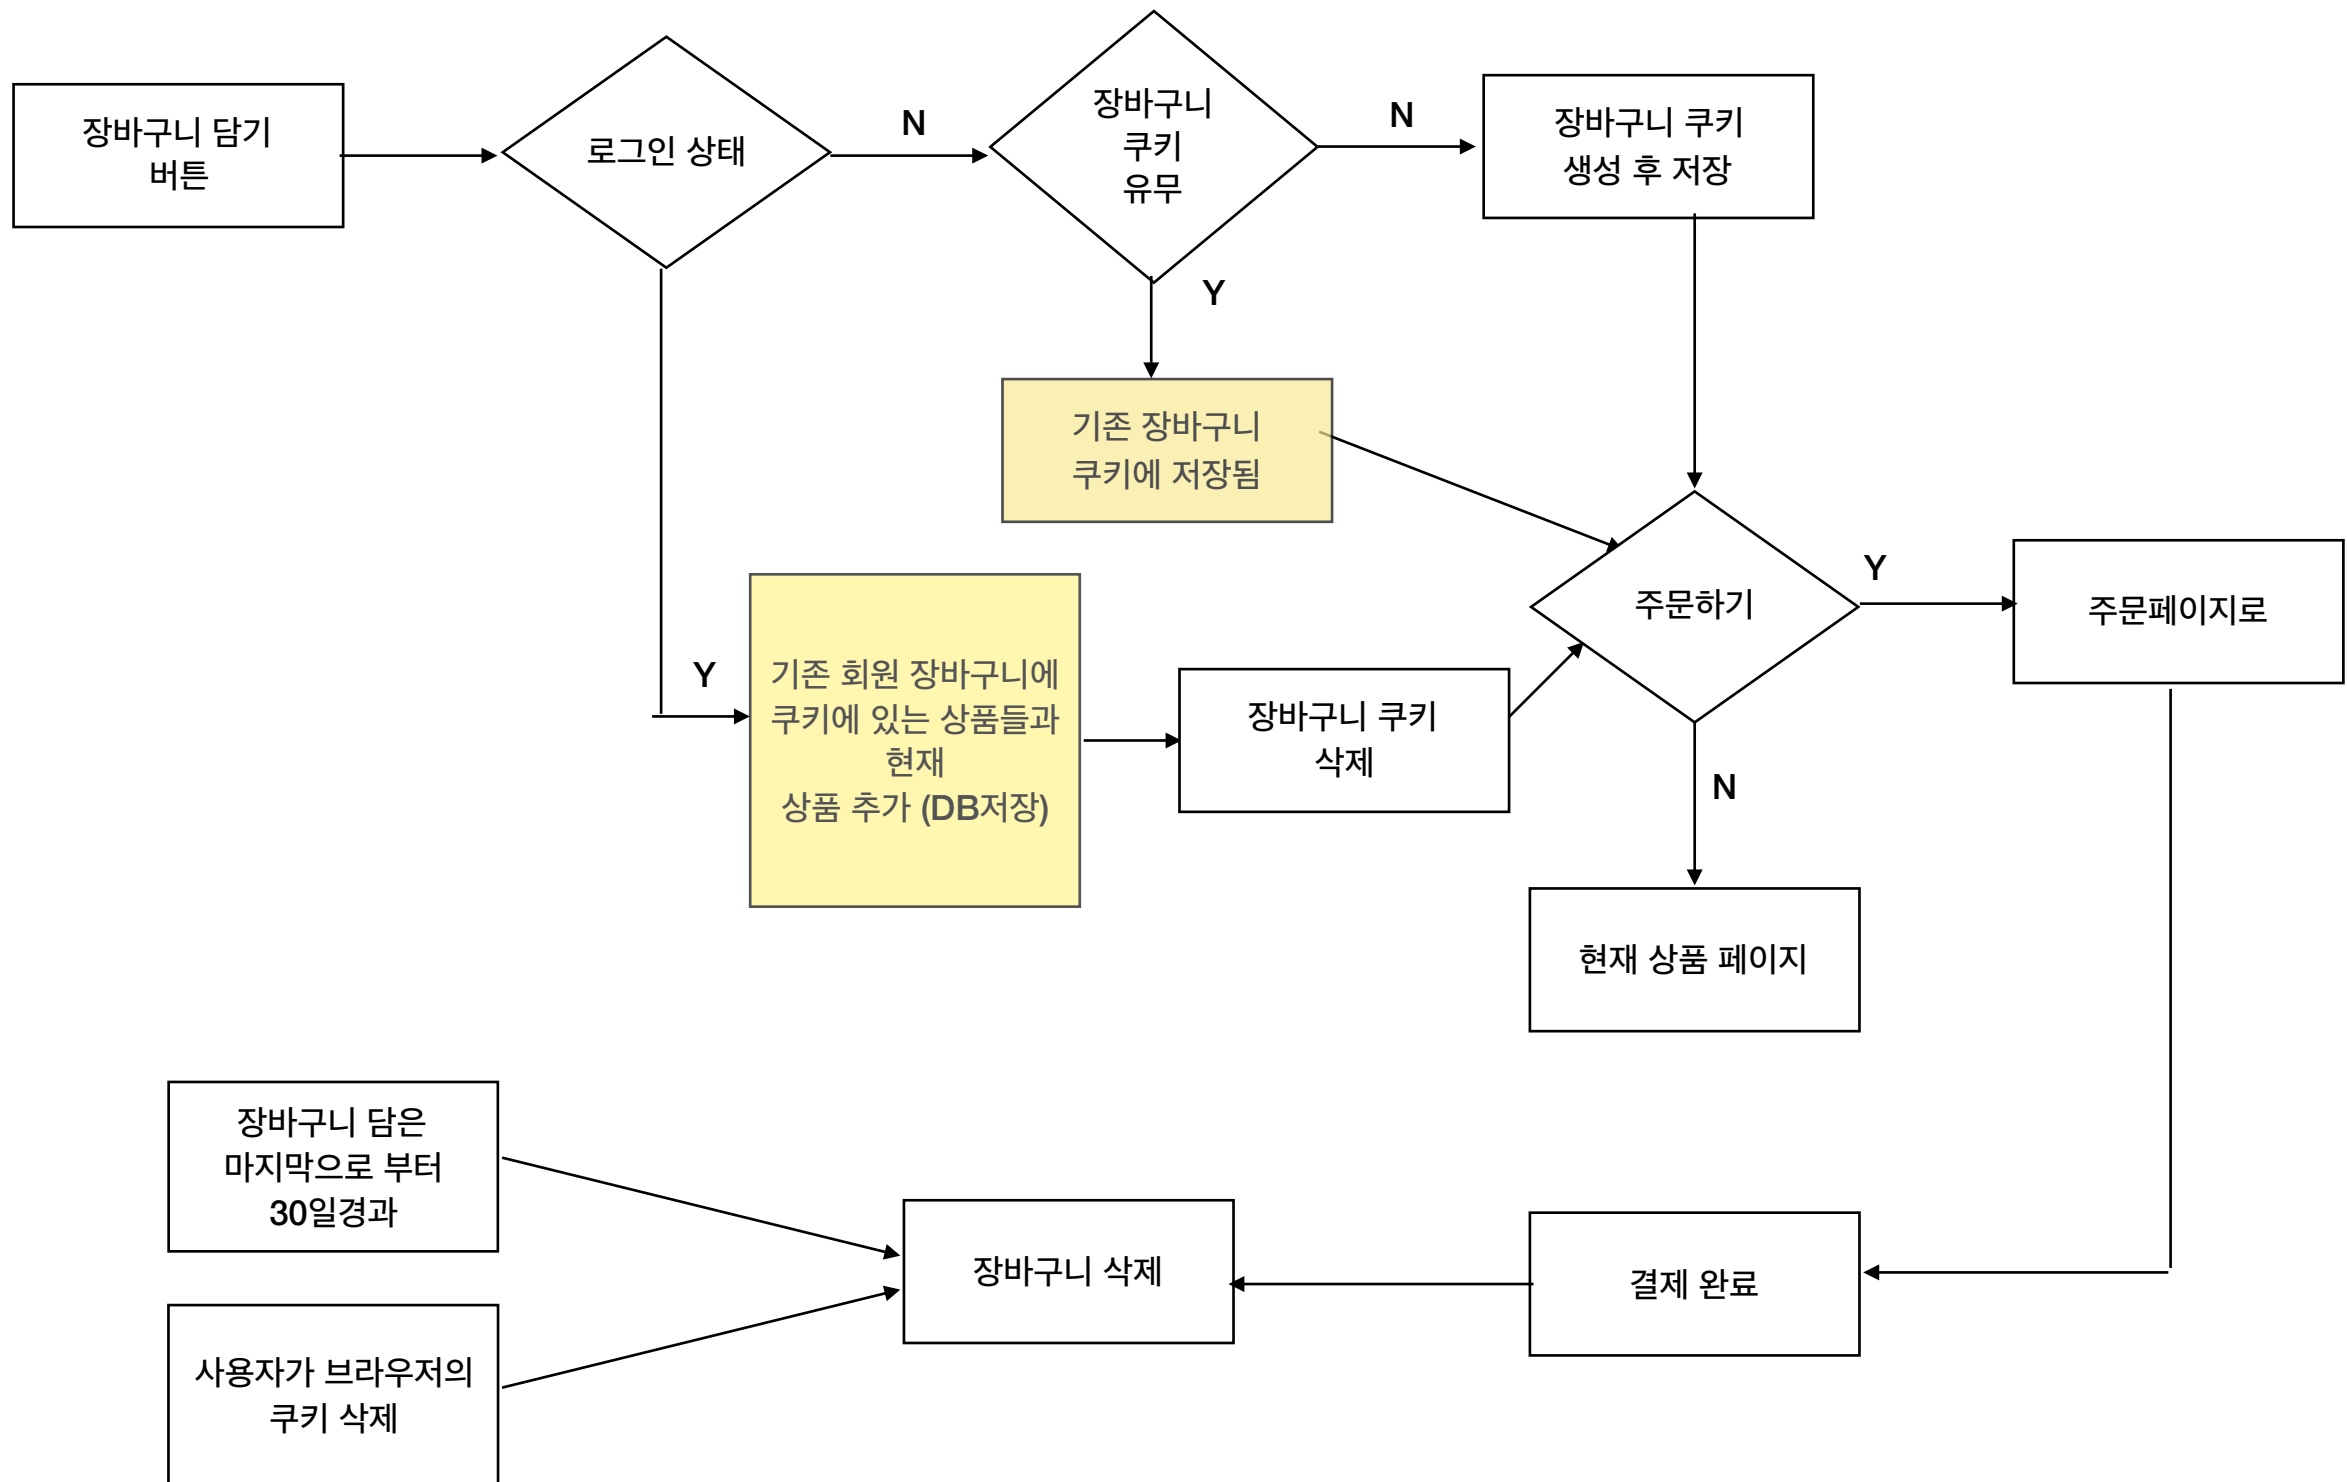 장바구니 담기
버튼
로그인 상태
N
장바구니
쿠키
유무
N
장바구니 쿠키
생성 후 저장
Y
기존 장바구니
쿠키에 저장됨
Y
기존 회원 장바구니에
쿠키에 있는 상품들과
현재
상품 추가 (DB저장)
장바구니 쿠키
삭제
주문하기
Y
주문페이지로
N
현재 상품 페이지
장바구니 담은
마지막으로 부터
30일경과
사용자가 브라우저의
쿠키 삭제
장바구니 삭제
결제 완료